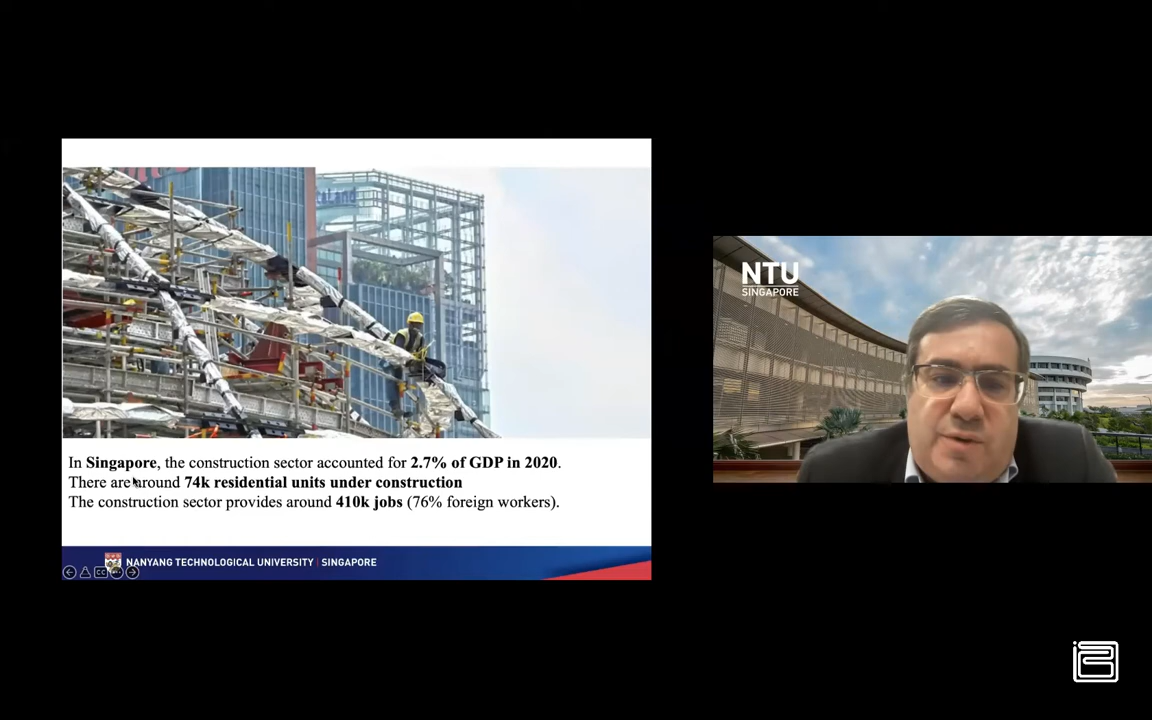 In Singapore, the construction sector accounted for 2.7% of GDP in 2020.
There are around 74k residential units under construction
The construction sector provides around 410k jobs (76% foreign workers).
NANYANG TECHNOLOGICAL UNIVERSITY | SINGAPORE
CC
NTU
SINGAPORE